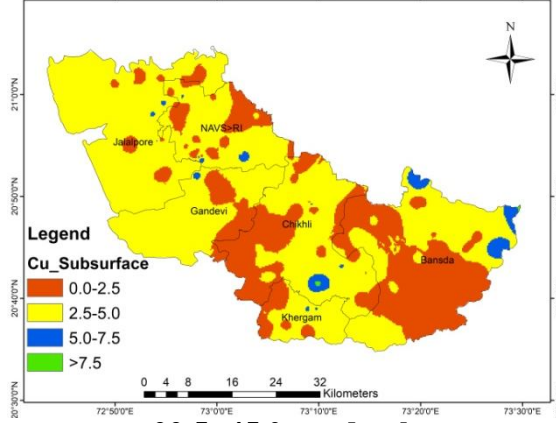 N
21°0'0"N
20°50'0"N
20°40'0"N
20°30'0"N
Jalalpore
NAVS>RI
Gandevi
Chikhli
Bansda
Khergam
Legend
Cu_Subsurface
0.0-2.5
2.5-5.0
5.0-7.5
>7.5
0 4 8 16 24 32
Kilometers
72°50'0"E 73°0'0"E 73°10'0"E 73°20'0"E 73°30'0"E